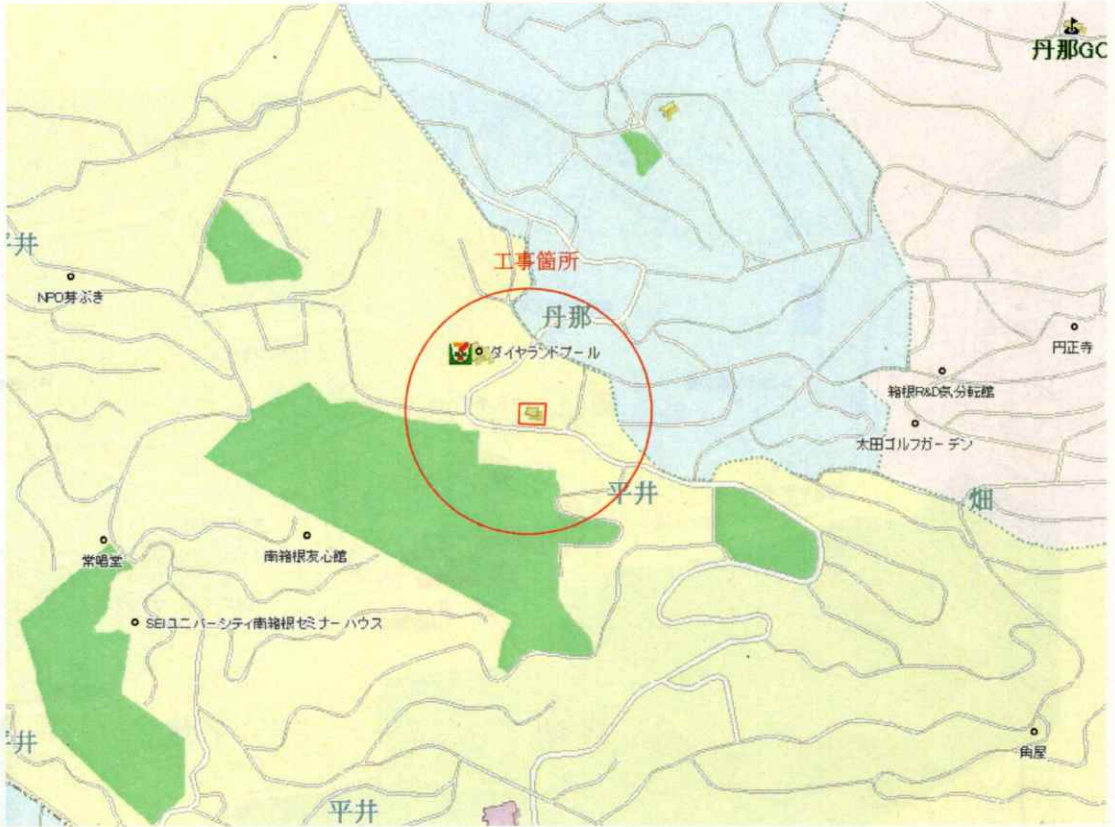 丹那GC
井
工事箇所
NPO芽ぶき
丹那
ダイヤランドプール
円正寺
箱根R&D気分転館
太田ゴルフガーデン
平井
畑
常唱堂
南箱根友心館
SEIユニバーシティ南箱根セミナーハウス
井
角屋
平井